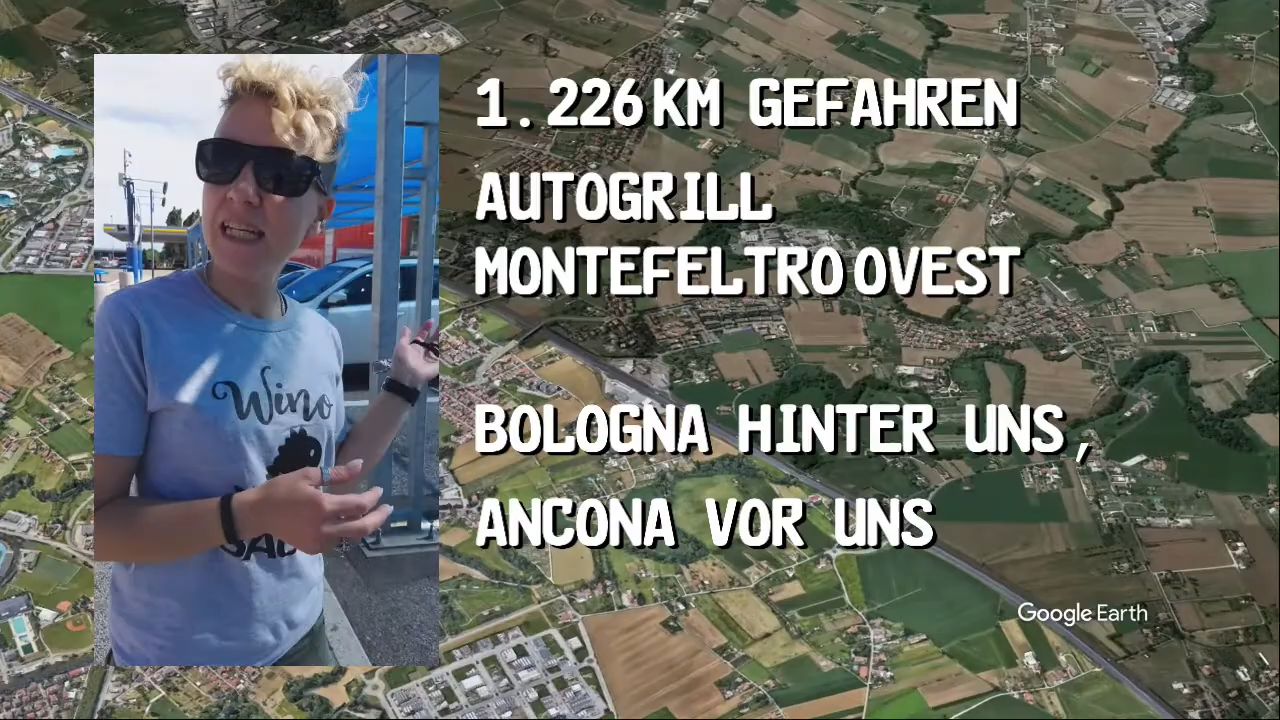 1.226 KM GEFAHREN
AUTOGRILL
MONTEFELTRO OVEST
BOLOGNA HINTER UNS,
ANCONA VOR UNS
Wino
Google Earth